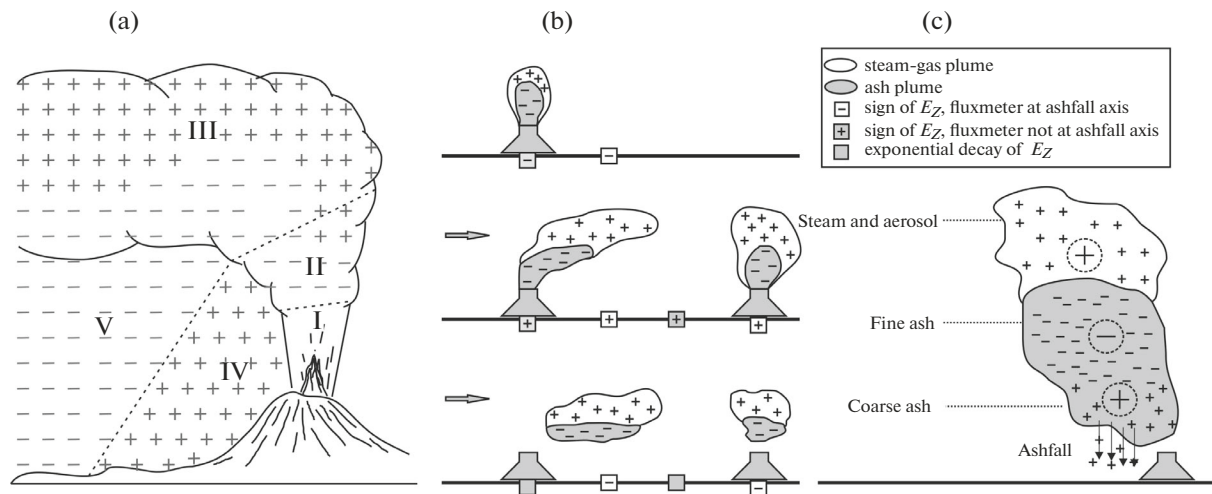 (a)
(b)
(c)
III
II
I
V
IV
steam-gas plume
ash plume
sign of E_Z, fluxmeter at ashfall axis
sign of E_Z, fluxmeter not at ashfall axis
exponential decay of E_Z
Steam and aerosol
Fine ash
Coarse ash
Ashfall